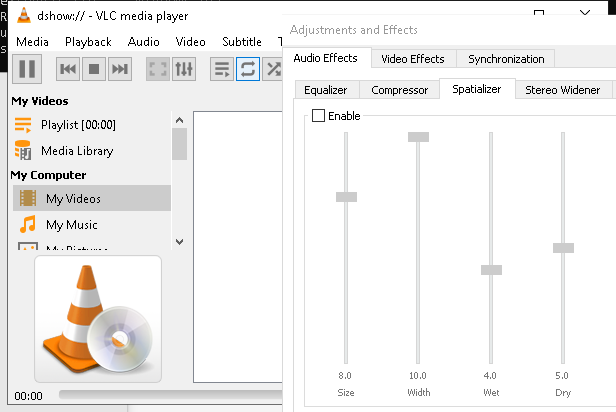 dshow:// - VLC media player
Media Playback Audio Video Subtitle
My Videos
Playlist [00:00]
Media Library
My Computer
My Videos
My Music
My Pictures
00:00
Adjustments and Effects
Audio Effects Video Effects Synchronization
Equalizer Compressor Spatializer Stereo Widener
Enable
8.0 10.0 4.0 5.0
Size Width Wet Dry